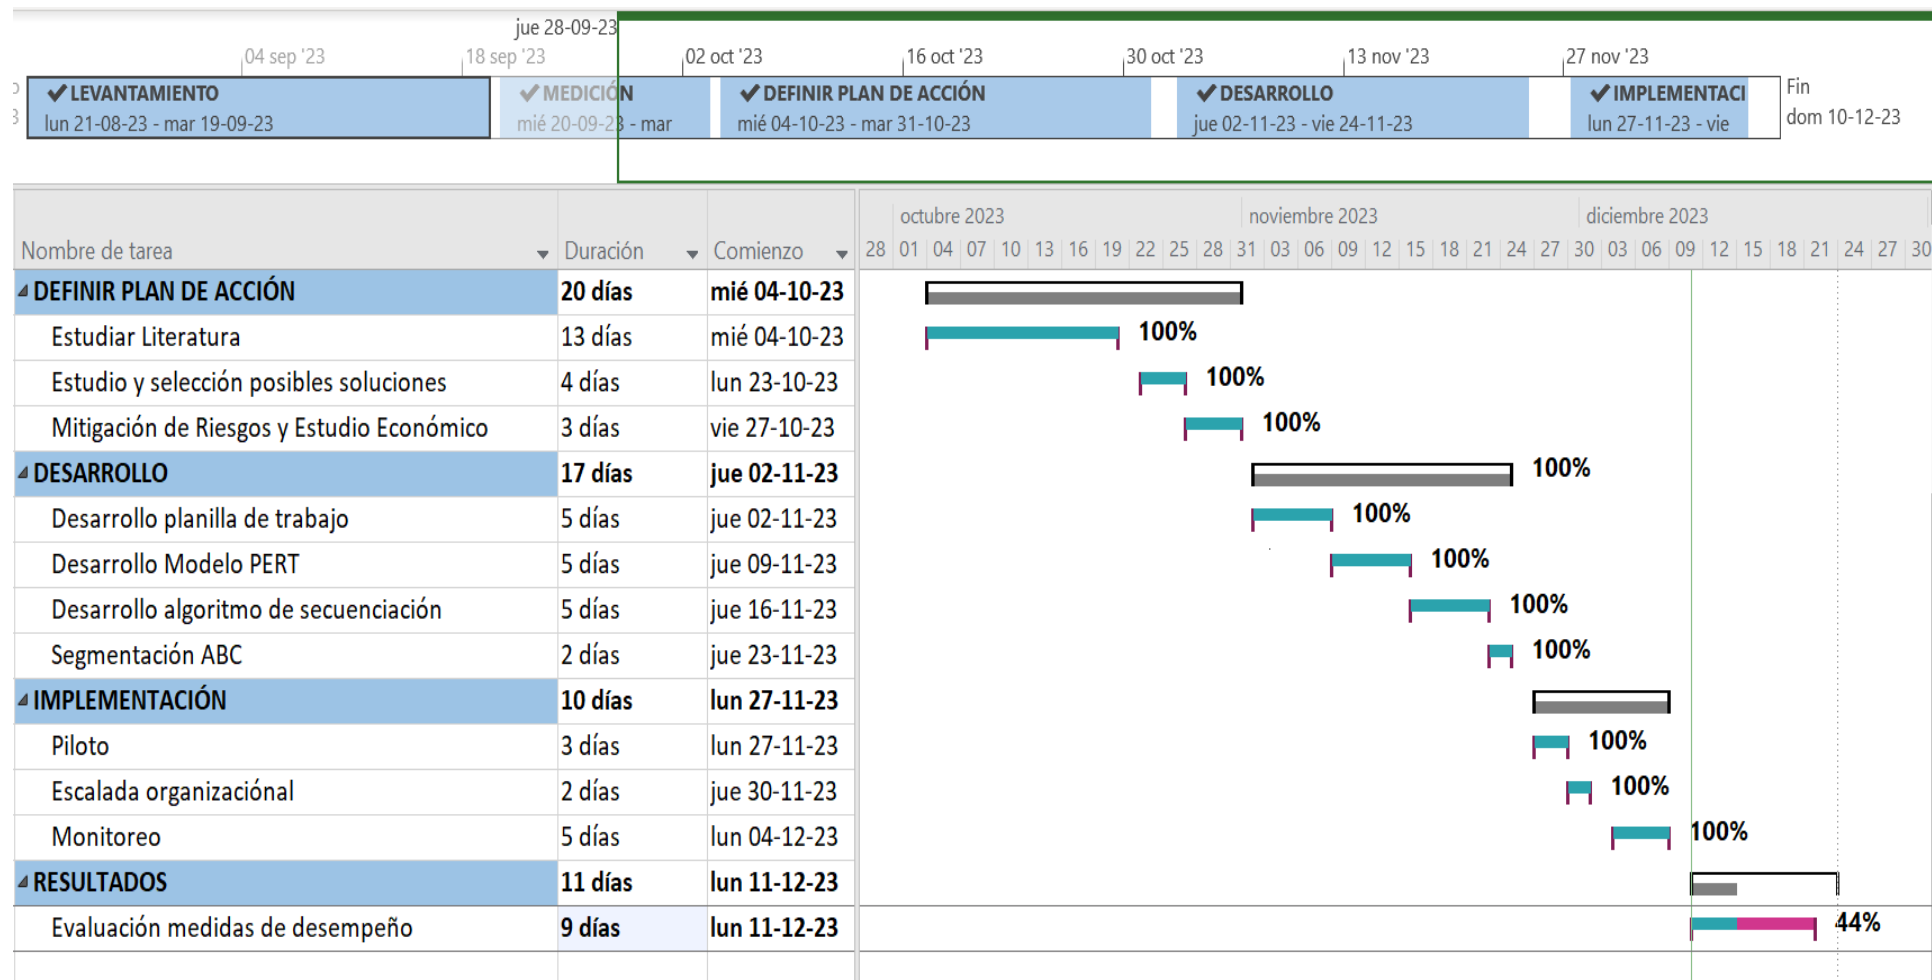 jue 28-09-23
04 sep '23 18 sep '23 02 oct '23 16 oct '23 30 oct '23 13 nov '23 27 nov '23
LEVANTAMIENTO MEDICIÓN DEFINIR PLAN DE ACCIÓN DESARROLLO IMPLEMENTACI Fin
lun 21-08-23 - mar 19-09-23 mié 20-09-23 - mar mié 04-10-23 - mar 31-10-23 jue 02-11-23 - vie 24-11-23 lun 27-11-23 - vie dom 10-12-23
octubre 2023 noviembre 2023 diciembre 2023
Nombre de tarea Duración Comienzo 28 01 04 07 10 13 16 19 22 25 28 31 03 06 09 12 15 18 21 24 27 30 03 06 09 12 15 18 21 24 27 30
DEFINIR PLAN DE ACCIÓN 20 días mié 04-10-23
Estudiar Literatura 13 días mié 04-10-23 100%
Estudio y selección posibles soluciones 4 días lun 23-10-23 100%
Mitigación de Riesgos y Estudio Económico 3 días vie 27-10-23 100%
DESARROLLO 17 días jue 02-11-23 100%
Desarrollo planilla de trabajo 5 días jue 02-11-23 100%
Desarrollo Modelo PERT 5 días jue 09-11-23 100%
Desarrollo algoritmo de secuenciación 5 días jue 16-11-23 100%
Segmentación ABC 2 días jue 23-11-23 100%
IMPLEMENTACIÓN 10 días lun 27-11-23
Piloto 3 días lun 27-11-23 100%
Escalada organizaciónal 2 días jue 30-11-23 100%
Monitoreo 5 días lun 04-12-23 100%
RESULTADOS 11 días lun 11-12-23
Evaluación medidas de desempeño 9 días lun 11-12-23 44%